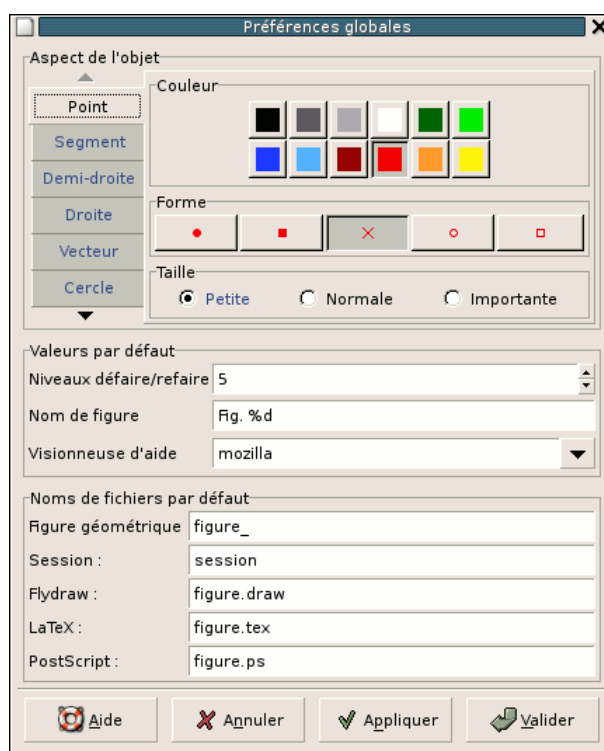 Préférences globales
Aspect de l'objet
Point
Segment
Demi-droite
Droite
Vecteur
Cercle
Couleur
Forme
Taille
Petite Normale Importante
Valeurs par défaut
Niveaux défaire/refaire 5
Nom de figure Fig. %d
Visionneuse d'aide mozilla
Noms de fichiers par défaut
Figure géométrique figure_
Session : session
Flydraw : figure.draw
LaTeX : figure.tex
PostScript : figure.ps
Aide Annuler Appliquer Valider